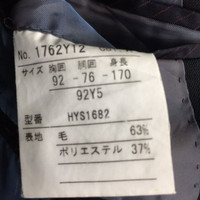 No. 1762Y12
サイズ 胸囲 胴囲 身長
92 -76 -170
92Y5
型番 HYS1682
表地 毛 63%
ポリエステル 37%